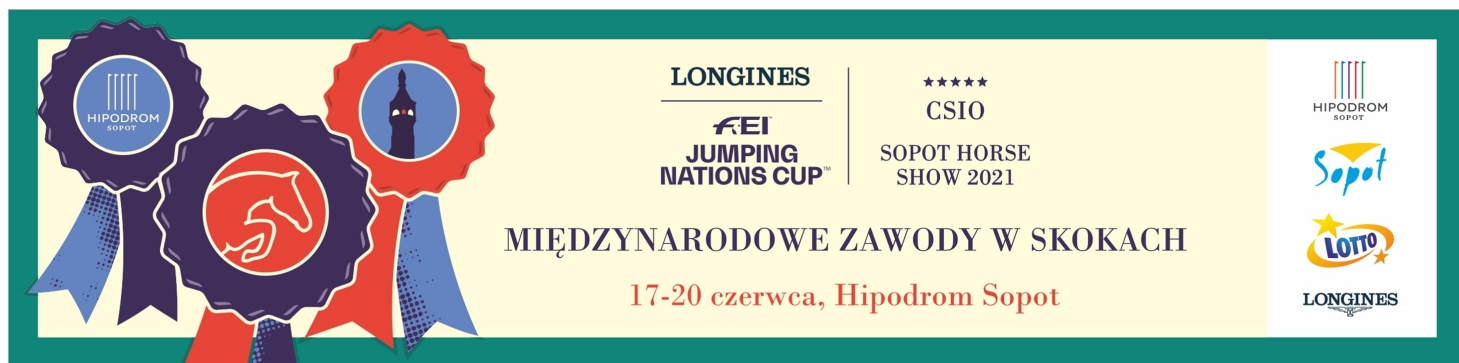 HIPODROM
SOPOT
LONGINES
FEI™
JUMPING
NATIONS CUP™
★★★★★
CSIO
SOPOT HORSE
SHOW 2021
MIĘDZYNARODOWE ZAWODY W SKOKACH
17-20 czerwca, Hipodrom Sopot
HIPODROM
SOPOT
Sopot
LOTTO
LONGINES